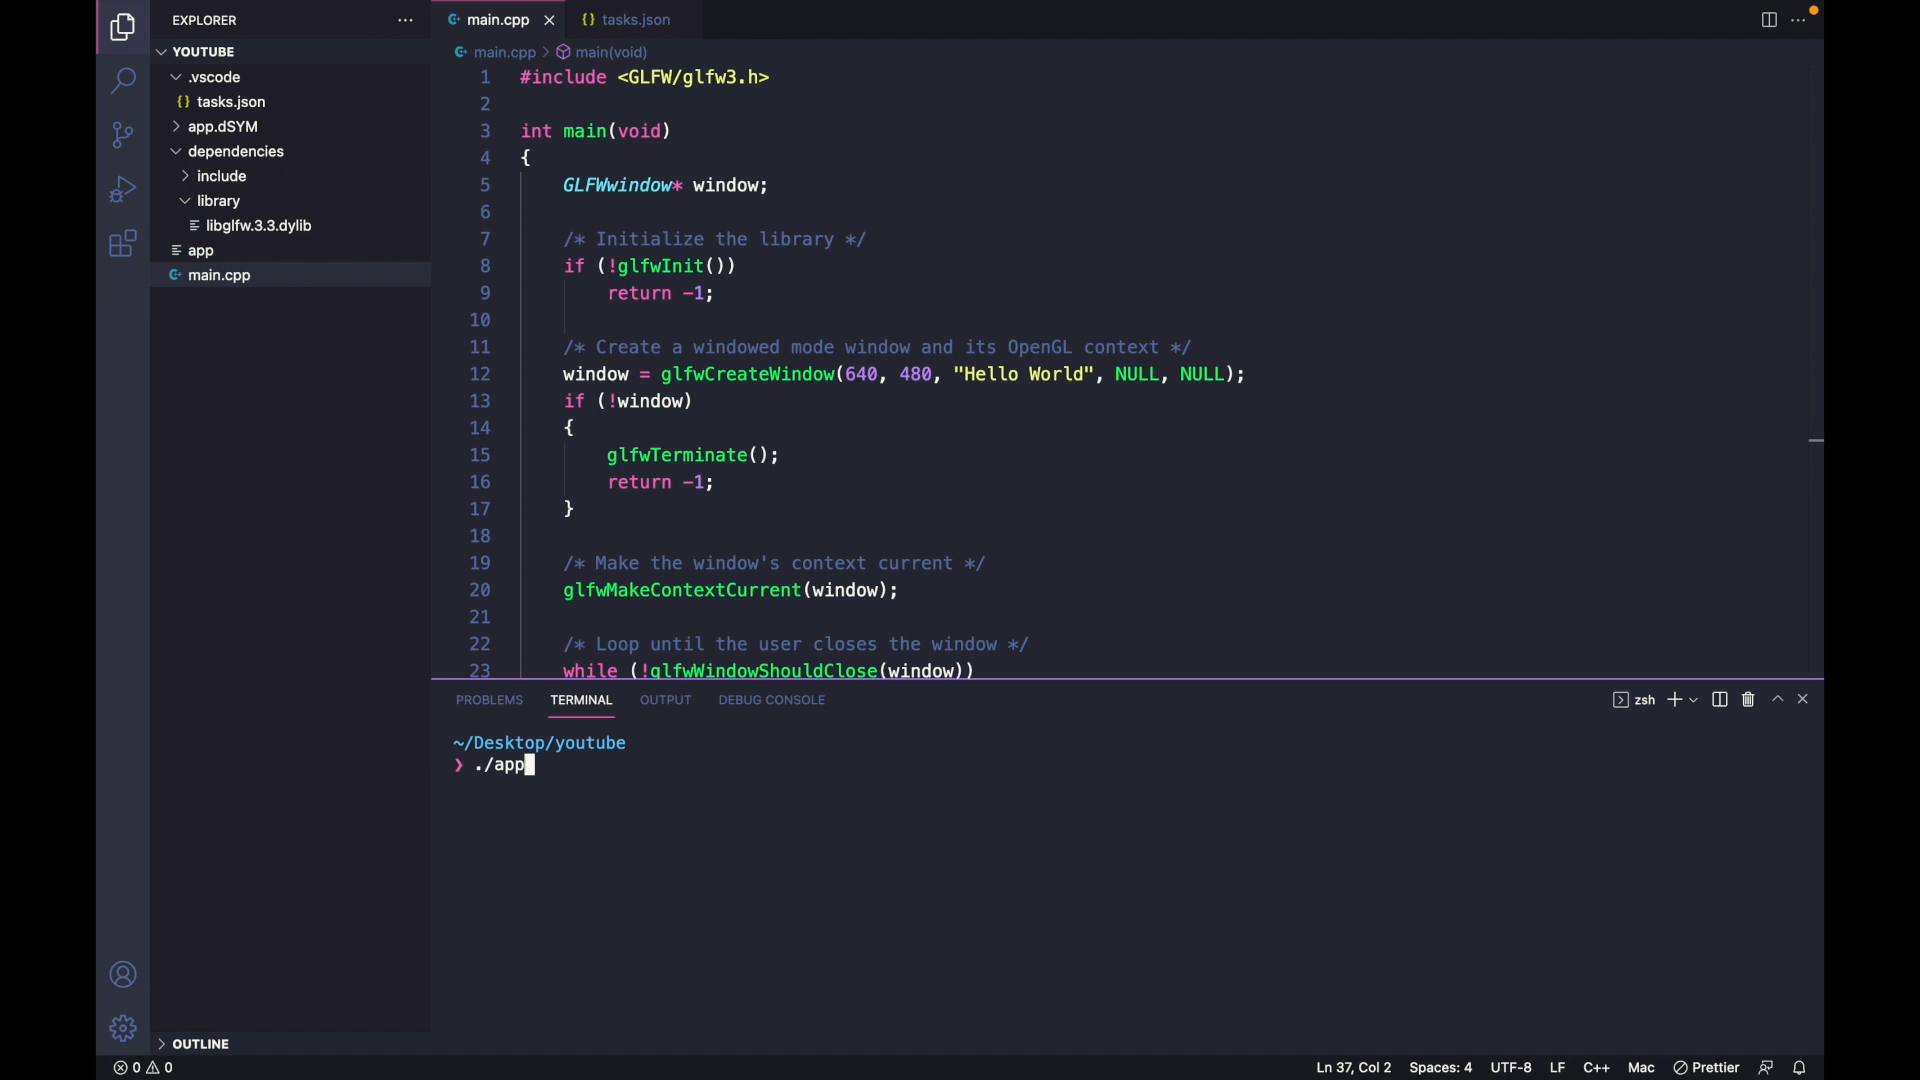 EXPLORER
YOUTUBE
.vscode
{} tasks.json
app.dSYM
dependencies
include
library
libglfw.3.3.dylib
app
main.cpp
OUTLINE
main.cpp
{} tasks.json
main.cpp > main(void)
1 #include <GLFW/glfw3.h>
2
3 int main(void)
4 {
5 GLFWwindow* window;
6
7 /* Initialize the library */
8 if (!glfwInit())
9 return -1;
10
11 /* Create a windowed mode window and its OpenGL context */
12 window = glfwCreateWindow(640, 480, "Hello World", NULL, NULL);
13 if (!window)
14 {
15 glfwTerminate();
16 return -1;
17 }
18
19 /* Make the window's context current */
20 glfwMakeContextCurrent(window);
21
22 /* Loop until the user closes the window */
23 while (!glfwWindowShouldClose(window))
PROBLEMS TERMINAL OUTPUT DEBUG CONSOLE
zsh
~/Desktop/youtube
❯ ./app
0 0
Ln 37, Col 2 Spaces: 4 UTF-8 LF C++ Mac Prettier